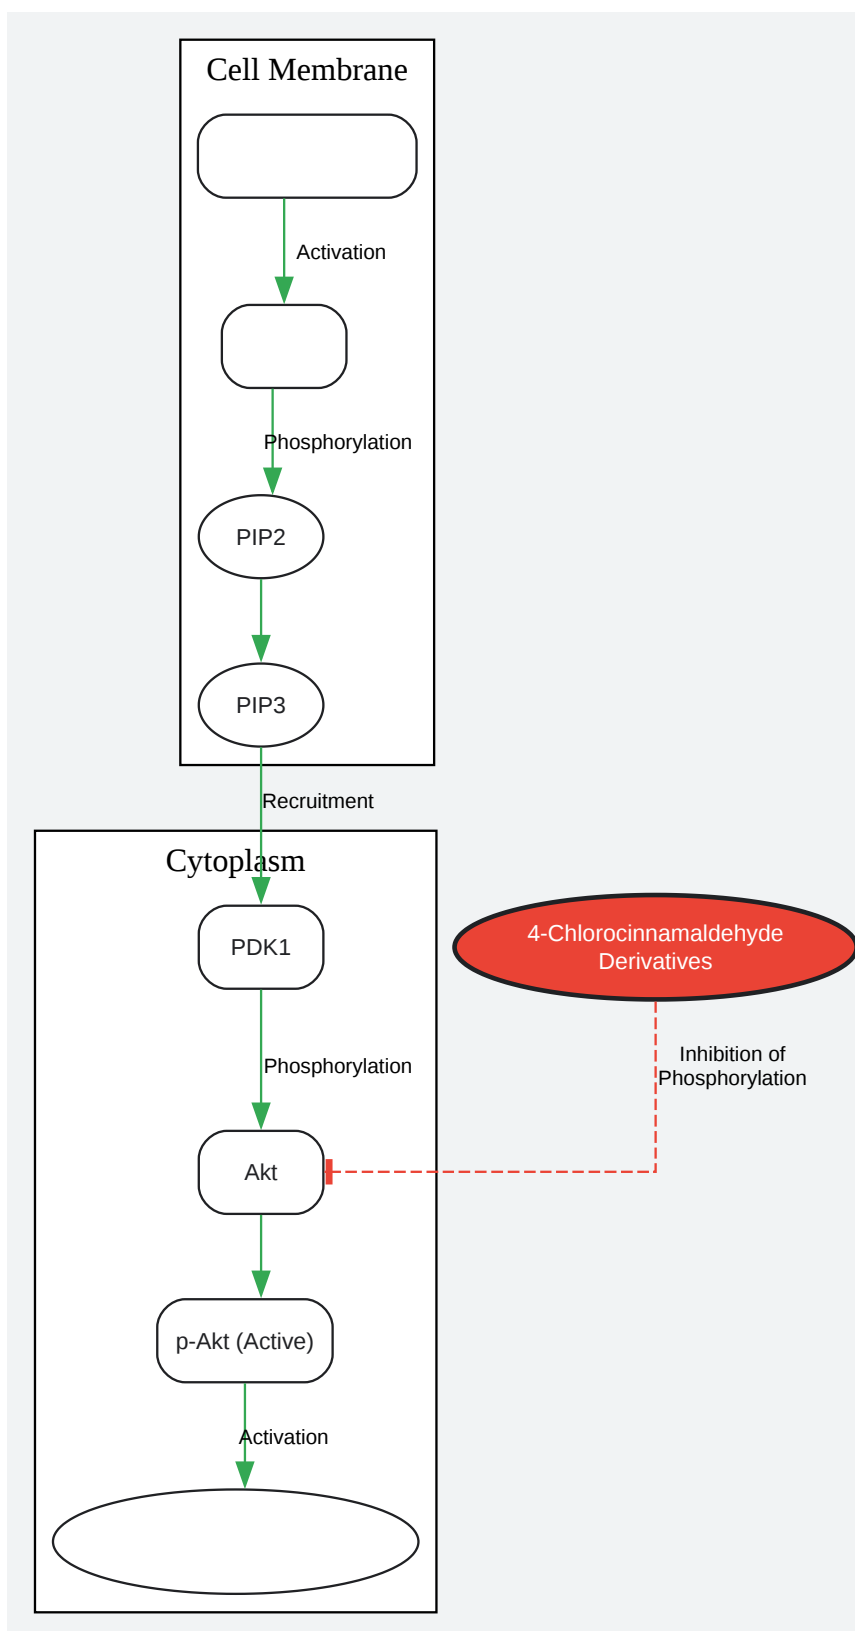 Cell Membrane
Activation
Phosphorylation
PIP2
PIP3
Recruitment
Cytoplasm
PDK1
4-Chlorocinnamaldehyde
Derivatives
Inhibition of
Phosphorylation
Phosphorylation
Akt
p-Akt (Active)
Activation